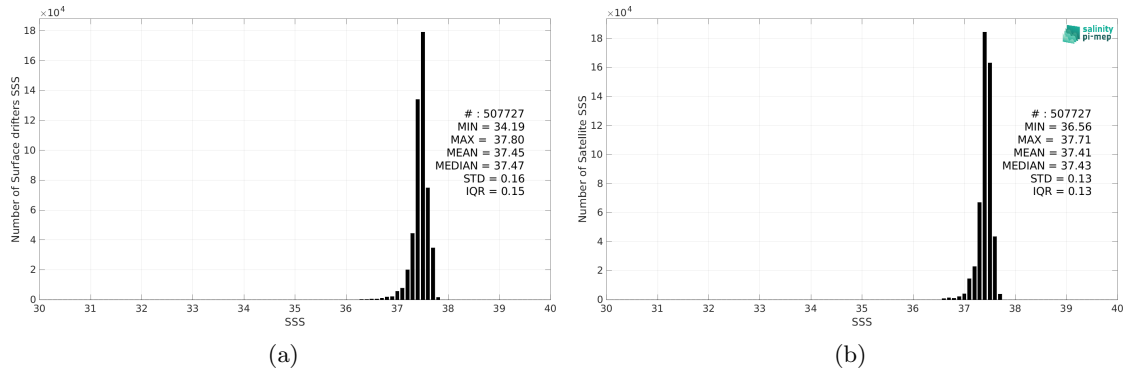 ×10⁴
18
16
14
12
10
8
6
4
2
0
Number of Surface drifters SSS
# : 507727
MIN = 34.19
MAX = 37.80
MEAN = 37.45
MEDIAN = 37.47
STD = 0.16
IQR = 0.15
30 31 32 33 34 35 36 37 38 39 40
SSS
(a)
×10⁴
salinity
pi-mep
18
16
14
12
10
8
6
4
2
0
Number of Satellite SSS
# : 507727
MIN = 36.56
MAX = 37.71
MEAN = 37.41
MEDIAN = 37.43
STD = 0.13
IQR = 0.13
30 31 32 33 34 35 36 37 38 39 40
SSS
(b)